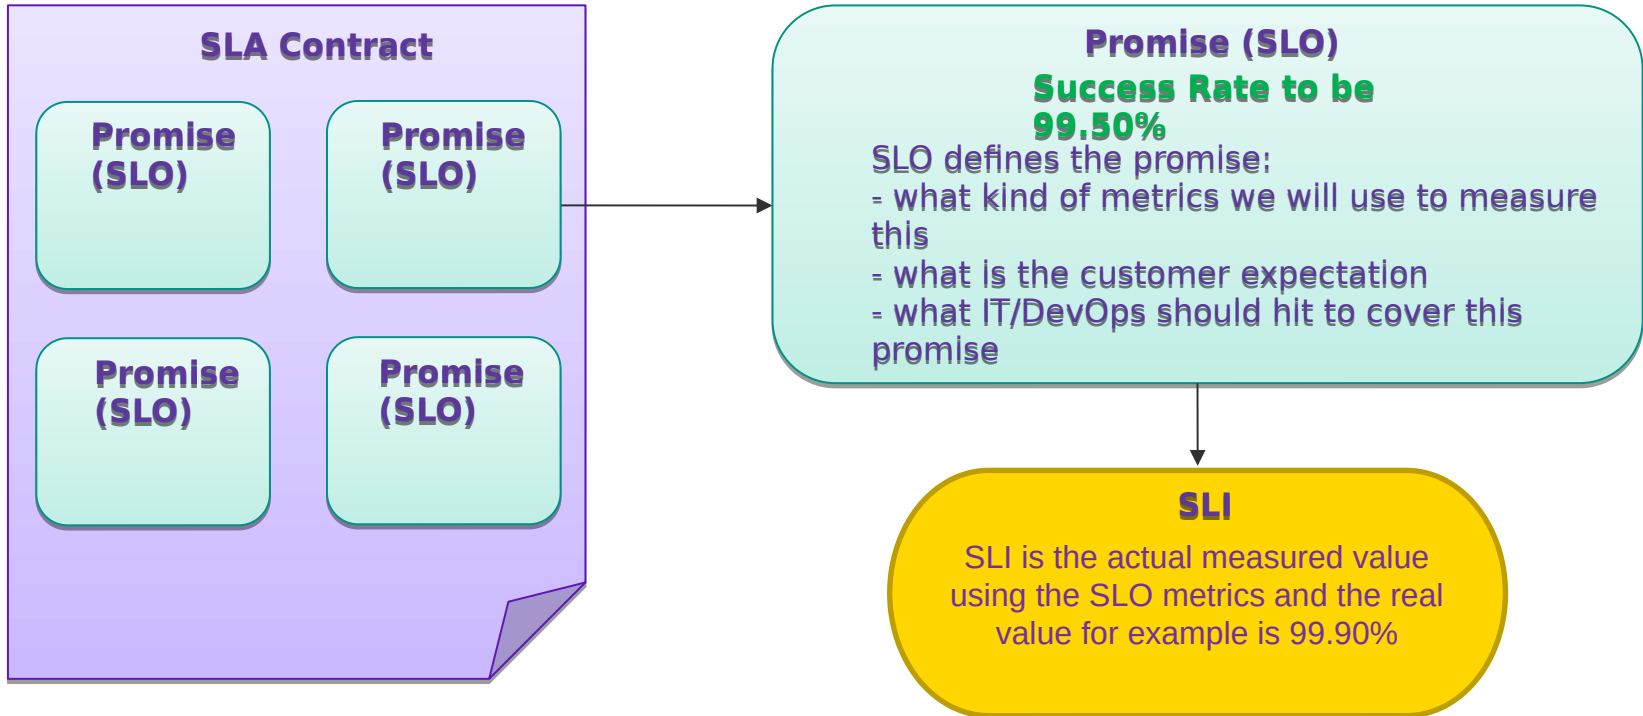 SLA Contract
Promise
(SLO)
Promise
(SLO)
Promise
(SLO)
Promise
(SLO)
Promise (SLO)
Success Rate to be
99.50%
SLO defines the promise:
- what kind of metrics we will use to measure
this
- what is the customer expectation
- what IT/DevOps should hit to cover this
promise
SLI
SLI is the actual measured value
using the SLO metrics and the real
value for example is 99.90%